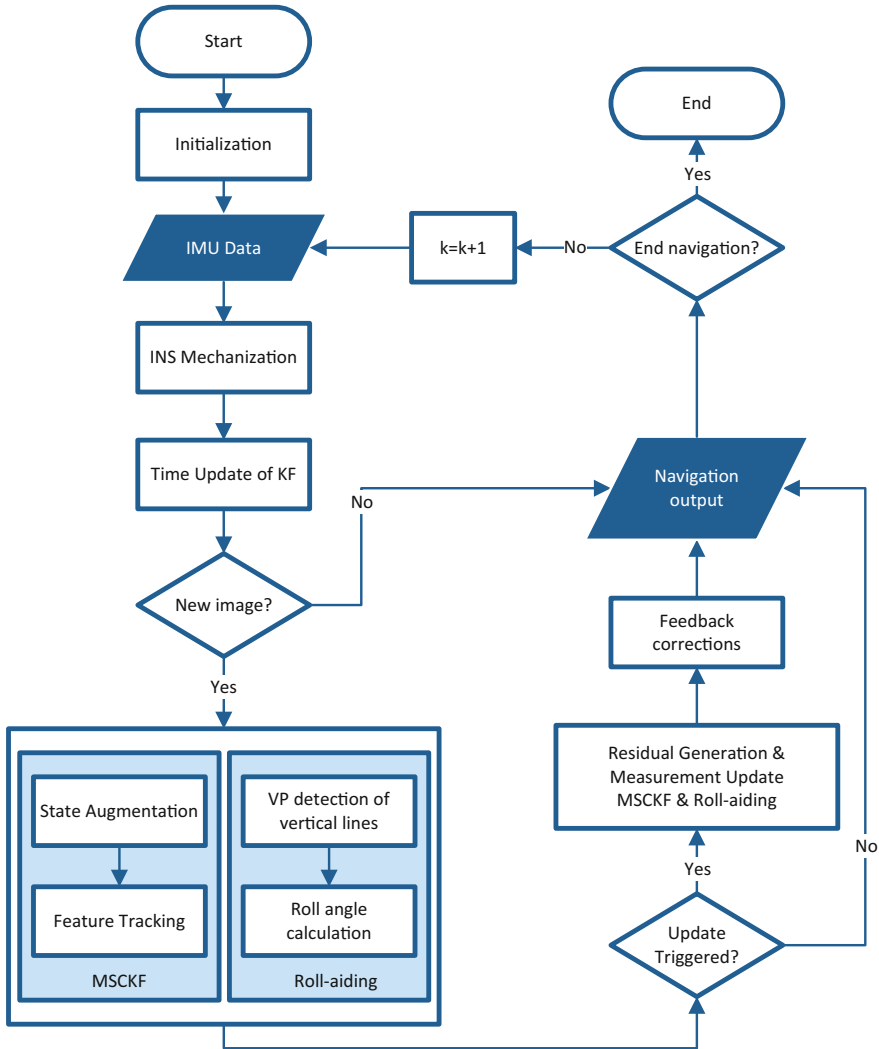 Start
Initialization
IMU Data
INS Mechanization
Time Update of KF
New image?
No
Yes
State Augmentation
Feature Tracking
MSCKF
VP detection of
vertical lines
Roll angle
calculation
Roll-aiding
Update
Triggered?
Yes
No
Residual Generation &
Measurement Update
MSCKF & Roll-aiding
Feedback
corrections
Navigation
output
End navigation?
No
k=k+1
Yes
End